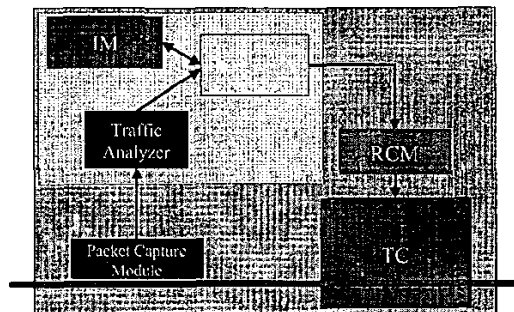 IM
Traffic
Analyzer
RCM
Packet Capture
Module
TC